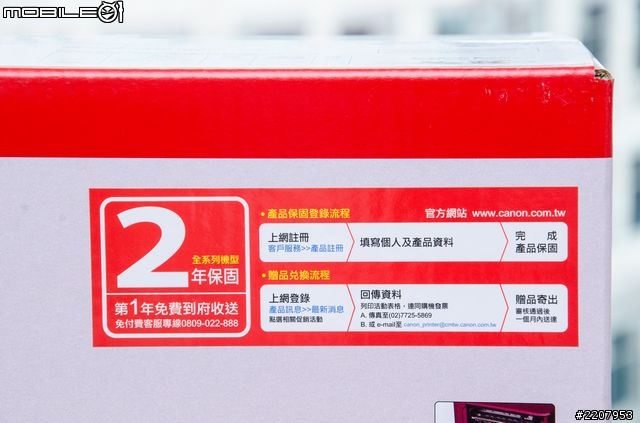 MOBILE01
2
全系列機型
年保固
第1年免費到府收送
免付費客服專線0809-022-888
•產品保固登錄流程
官方網站 www.canon.com.tw
上網註冊
客戶服務>>產品註冊
填寫個人及產品資料
完成
產品保固
•贈品兌換流程
上網登錄
產品訊息>>最新消息
點選相關促銷活動
回傳資料
列印活動表格，連同購機發票
A. 傳真至(02)7725-5869
B. 或 e-mail至 canon_printer@cmtw.canon.com.tw
贈品寄出
審核通過後
一個月內送達
#2207953